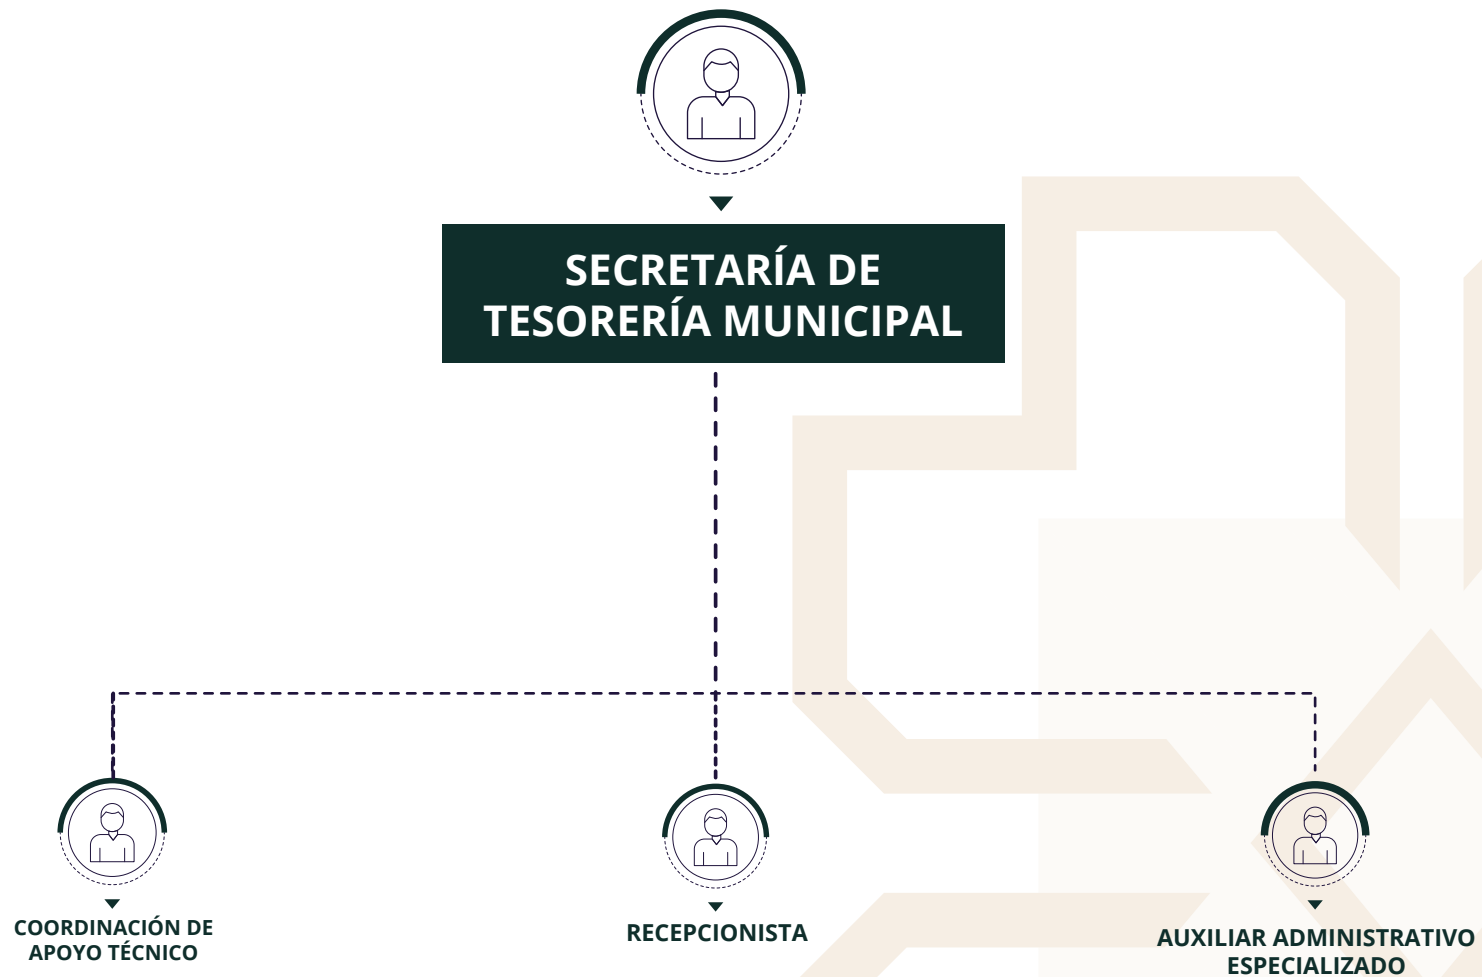 SECRETARÍA DE
TESORERÍA MUNICIPAL
COORDINACIÓN DE
APOYO TÉCNICO
RECEPCIONISTA
AUXILIAR ADMINISTRATIVO
ESPECIALIZADO